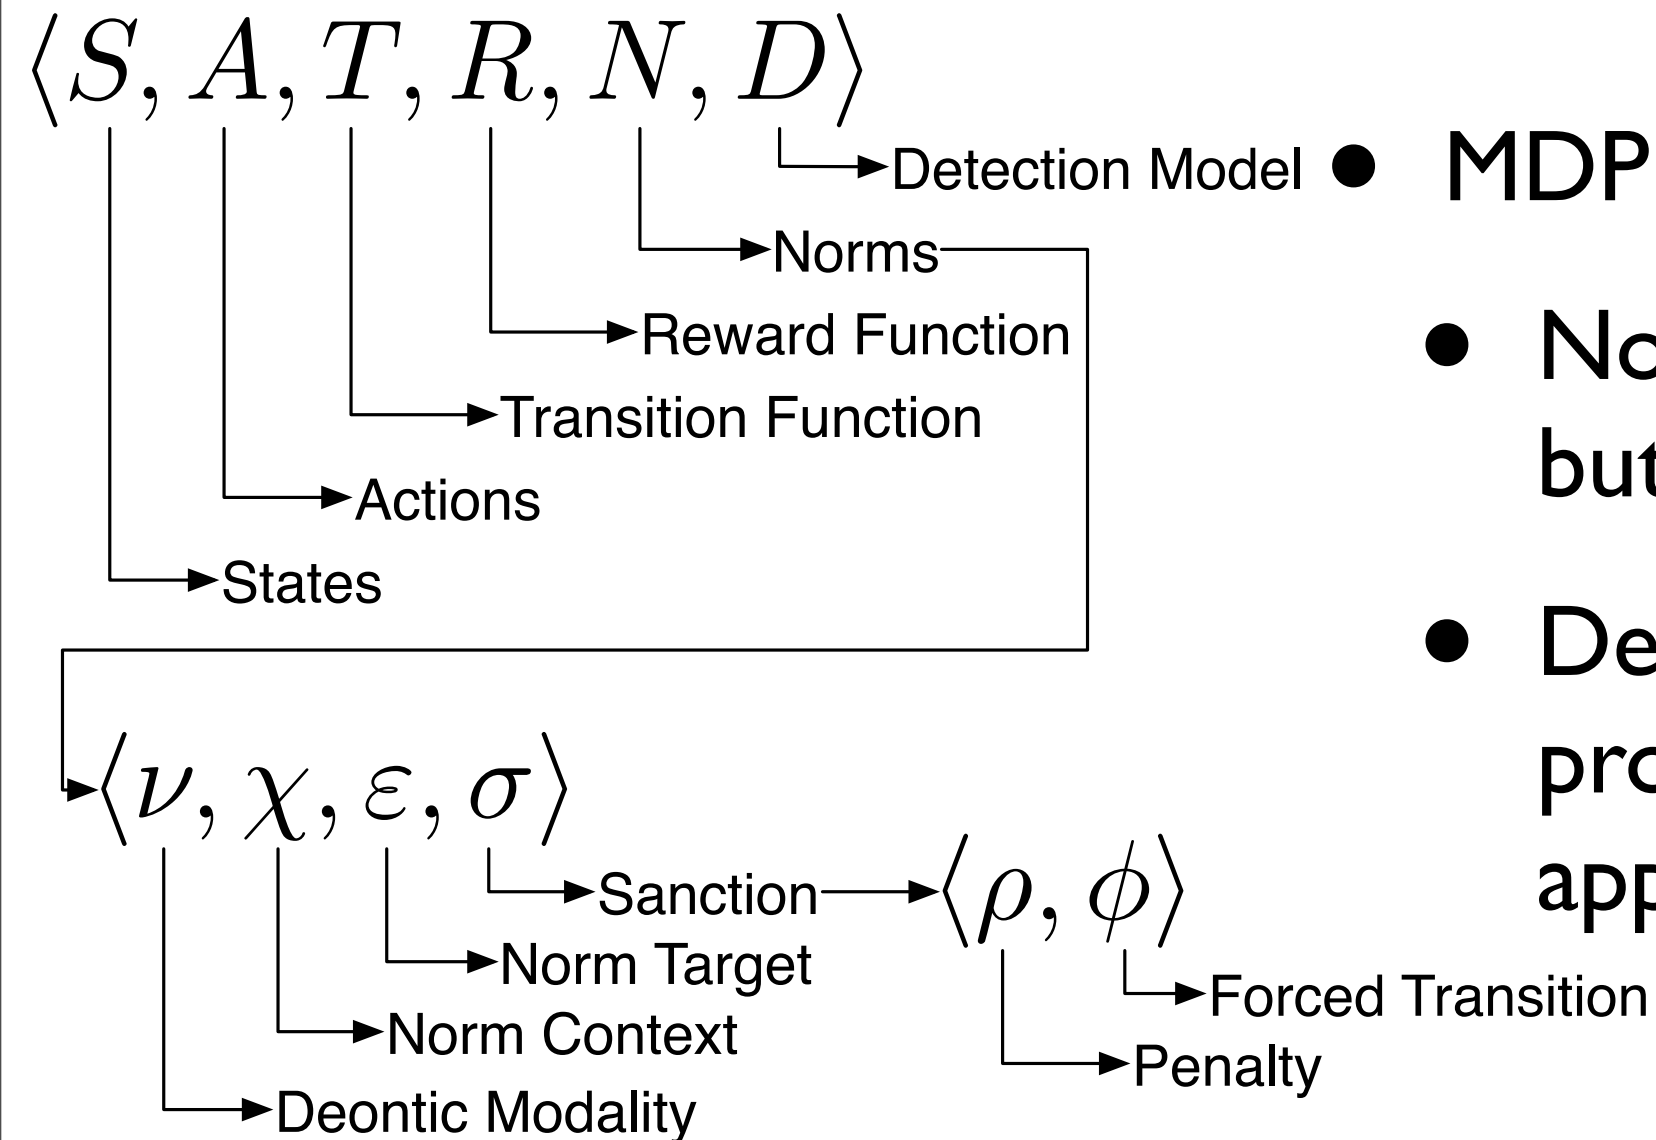 ⟨S, A, T, R, N, D⟩
Detection Model
Norms
Reward Function
Transition Function
Actions
States
⟨ν, χ, ε, σ⟩
Sanction
⟨ρ, ϕ⟩
Norm Target
Norm Context
Deontic Modality
Forced Transition
Penalty
• MDP
• No
but
• De
pro
app